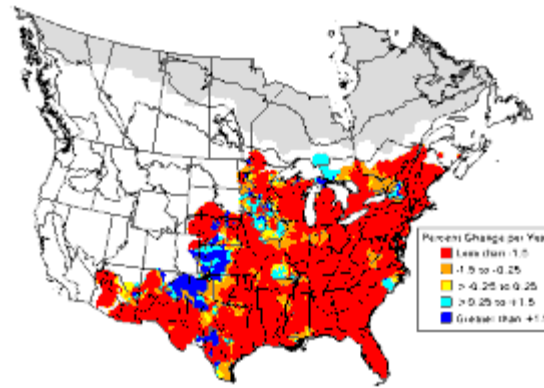 Percent Change per Year
Less than -1.5
-1.5 to -0.25
> -0.25 to 0.25
> 0.25 to +1.5
Greater than +1.5